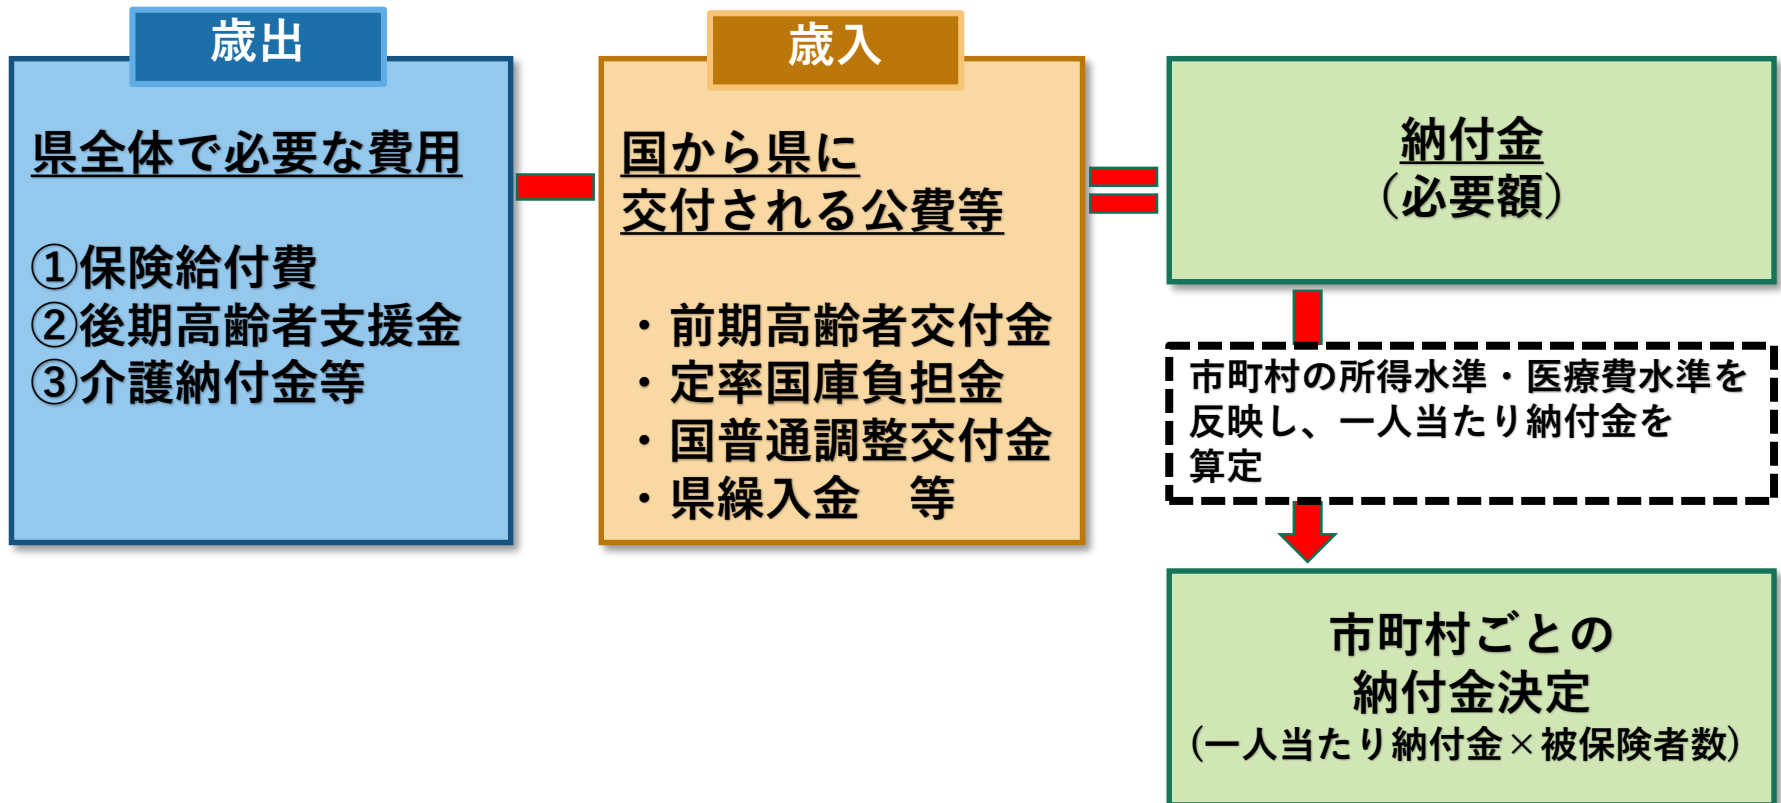 歳出
県全体で必要な費用
①保険給付費
②後期高齢者支援金
③介護納付金等
歳入
国から県に
交付される公費等
・前期高齢者交付金
・定率国庫負担金
・国普通調整交付金
・県繰入金　等
納付金
（必要額）
市町村の所得水準・医療費水準を
反映し、一人当たり納付金を
算定
市町村ごとの
納付金決定
（一人当たり納付金×被保険者数）